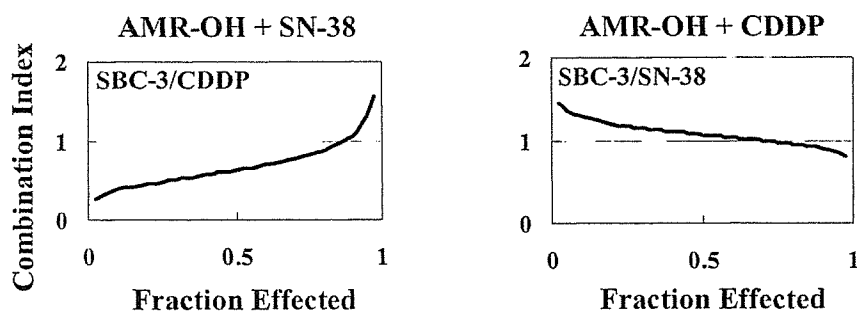 AMR-OH + SN-38
Combination Index
2
1
0
SBC-3/CDDP
0
0.5
1
Fraction Effected
AMR-OH + CDDP
2
1
0
SBC-3/SN-38
0
0.5
1
Fraction Effected